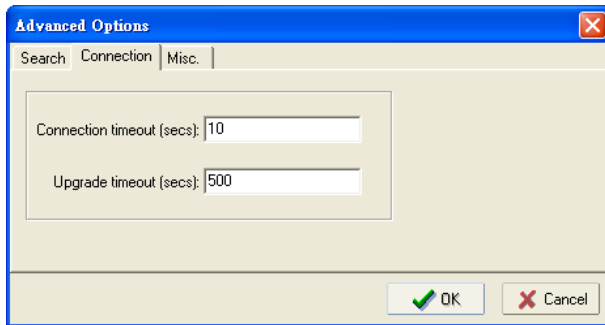 Advanced Options
Search Connection Misc.
Connection timeout (secs): 10
Upgrade timeout (secs): 500
OK Cancel